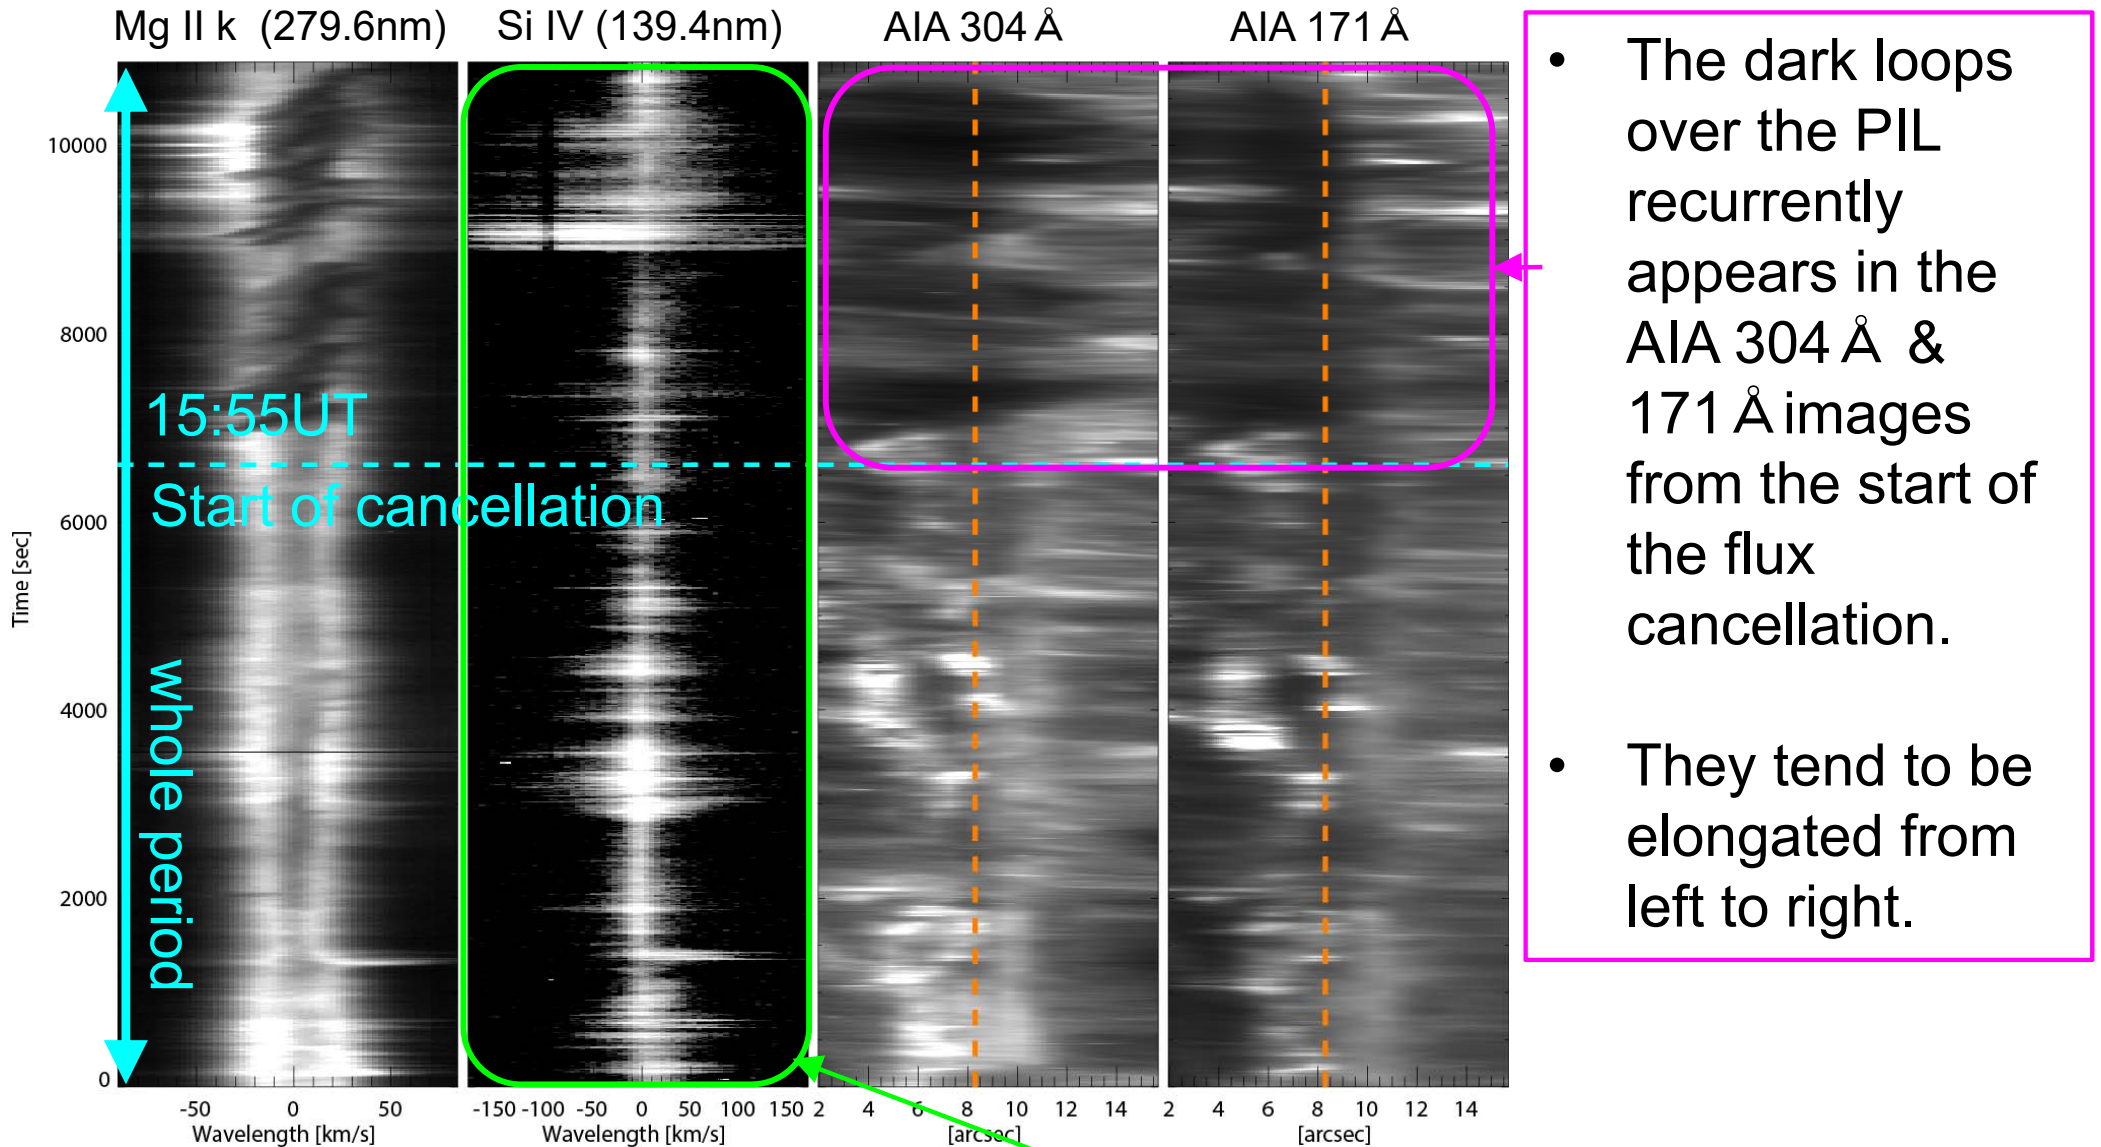 Mg II k (279.6nm)
Si IV (139.4nm)
AIA 304 Å
AIA 171 Å
10000
8000
6000
4000
2000
0
Time [sec]
15:55UT
Start of cancellation
whole period
-50 0 50
Wavelength [km/s]
-150 -100 -50 0 50 100 150
Wavelength [km/s]
2 4 6 8 10 12 14
[arcsec]
2 4 6 8 10 12 14
[arcsec]
• The dark loops
over the PIL
recurrently
appears in the
AIA 304 Å &
171 Å images
from the start of
the flux
cancellation.
• They tend to be
elongated from
left to right.